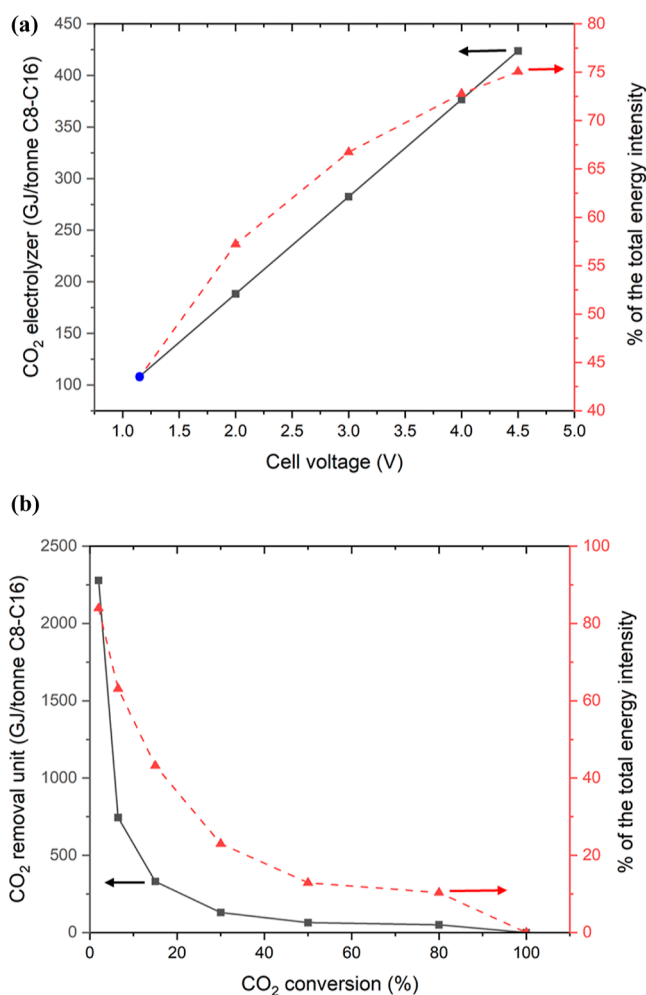 (a)
450
400
350
300
250
200
150
100
CO₂ electrolyzer (GJ/tonne C8-C16)
80
75
70
65
60
55
50
45
40
% of the total energy intensity
1.0 1.5 2.0 2.5 3.0 3.5 4.0 4.5 5.0
Cell voltage (V)
(b)
2500
2000
1500
1000
500
0
CO₂ removal unit (GJ/tonne C8-C16)
100
80
60
40
20
0
% of the total energy intensity
0 20 40 60 80 100
CO₂ conversion (%)